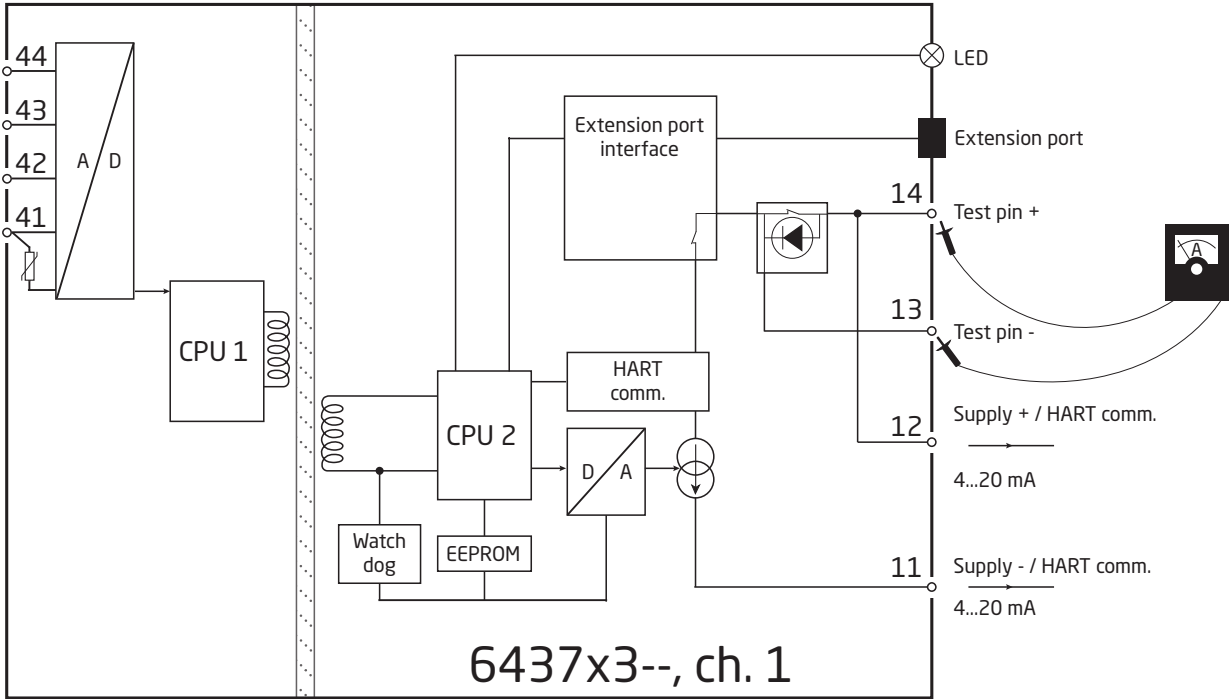 44
43
42
41
A
D
CPU 1
LED
Extension port
interface
Extension port
14
Test pin +
A
13
Test pin -
HART
comm.
CPU 2
12
Supply + / HART comm.
4...20 mA
D
A
Watch
dog
EEPROM
11
Supply - / HART comm.
4...20 mA
6437x3--, ch. 1